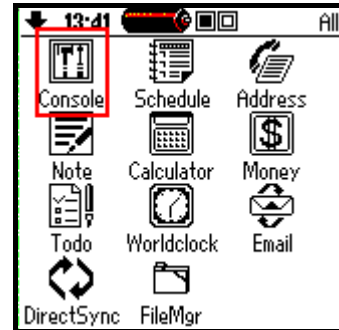 13:41 All
Console Schedule Address
Note Calculator Money
Todo Worldclock Email
DirectSync FileMgr